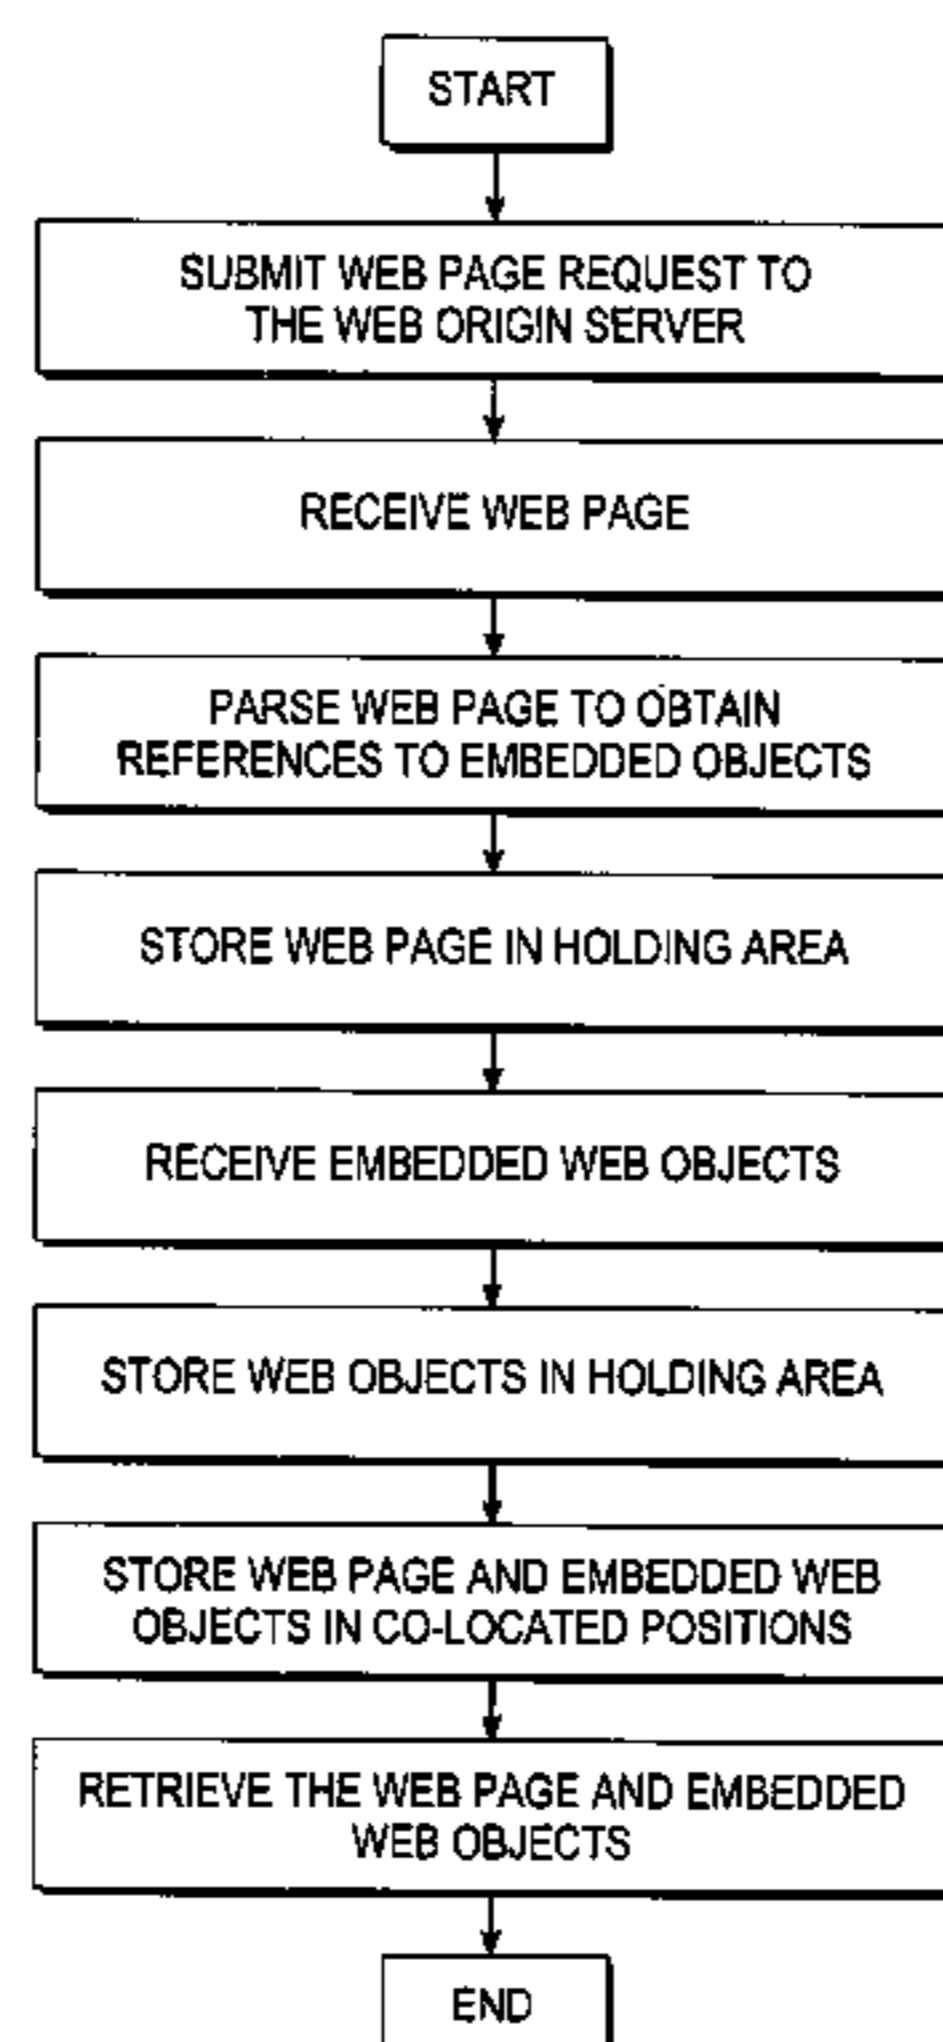 START
SUBMIT WEB PAGE REQUEST TO
THE WEB ORIGIN SERVER
RECEIVE WEB PAGE
PARSE WEB PAGE TO OBTAIN
REFERENCES TO EMBEDDED OBJECTS
STORE WEB PAGE IN HOLDING AREA
RECEIVE EMBEDDED WEB OBJECTS
STORE WEB OBJECTS IN HOLDING AREA
STORE WEB PAGE AND EMBEDDED WEB
OBJECTS IN CO-LOCATED POSITIONS
RETRIEVE THE WEB PAGE AND EMBEDDED
WEB OBJECTS
END